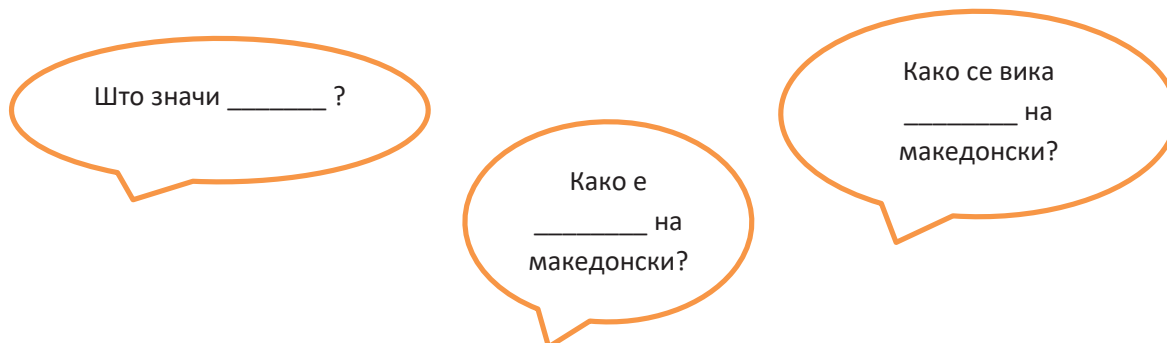 Што значи _______ ?
Како е
________ на
македонски?
Како се вика
________ на
македонски?